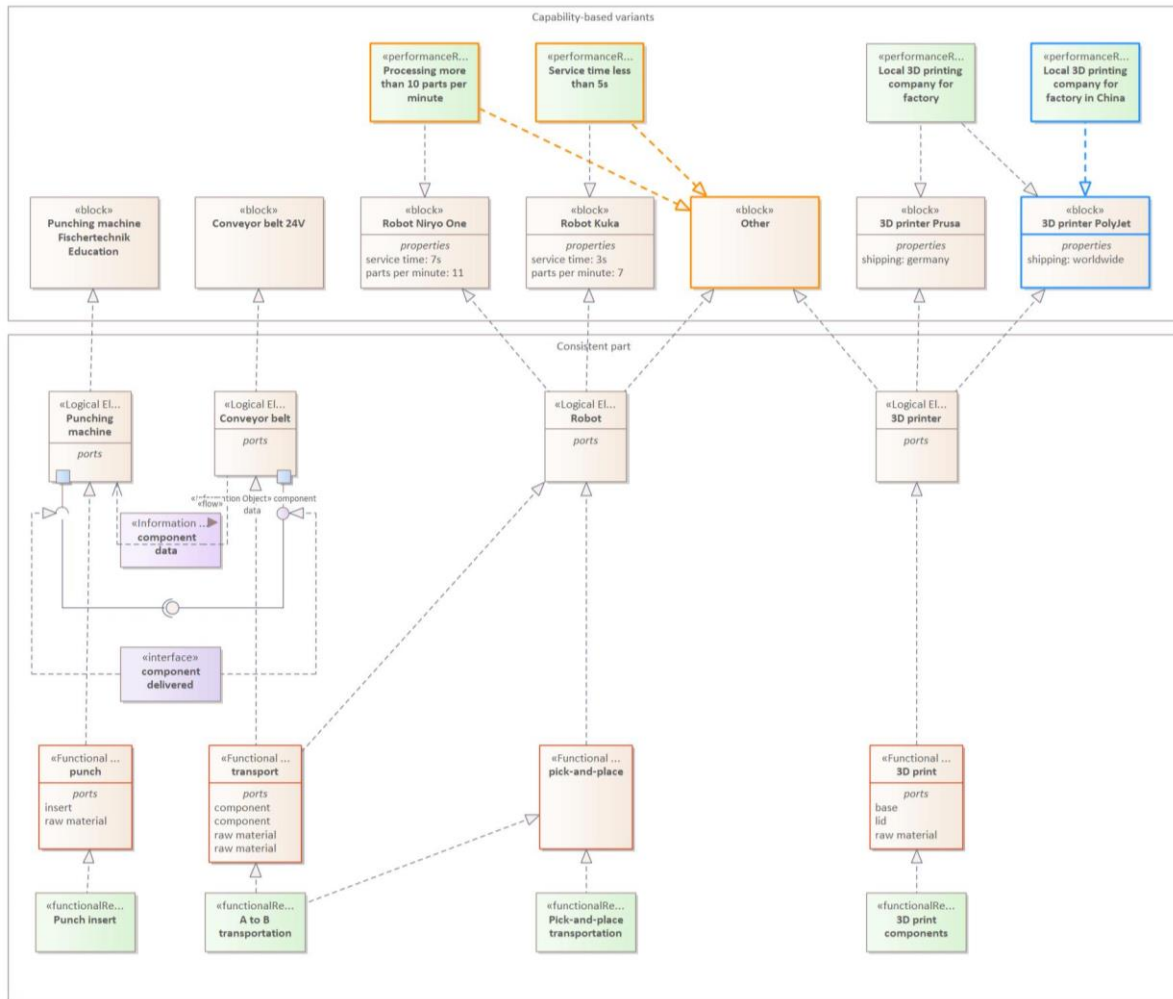 Capability-based variants
«performanceR...
Processing more
than 10 parts per
minute
«performanceR...
Service time less
than 5s
«performanceR...
Local 3D printing
company for
factory
«performanceR...
Local 3D printing
company for
factory in China
«block»
Punching machine
Fischertechnik
Education
«block»
Conveyor belt 24V
«block»
Robot Niryo One
properties
service time: 7s
parts per minute: 11
«block»
Robot Kuka
properties
service time: 3s
parts per minute: 7
«block»
Other
«block»
3D printer Prusa
properties
shipping: germany
«block»
3D printer PolyJet
properties
shipping: worldwide
Consistent part
«Logical El...
Punching
machine
ports
«Logical El...
Conveyor belt
ports
«Logical El...
Robot
ports
«Logical El...
3D printer
ports
Object» component
«flow»
data
«Information ...
component
data
«interface»
component
delivered
«Functional ...
punch
ports
insert
raw material
«Functional ...
transport
ports
component
component
raw material
raw material
«Functional ...
pick-and-place
«Functional ...
3D print
ports
base
lid
raw material
«functionalRe...
Punch insert
«functionalRe...
A to B
transportation
«functionalRe...
Pick-and-place
transportation
«functionalRe...
3D print
components